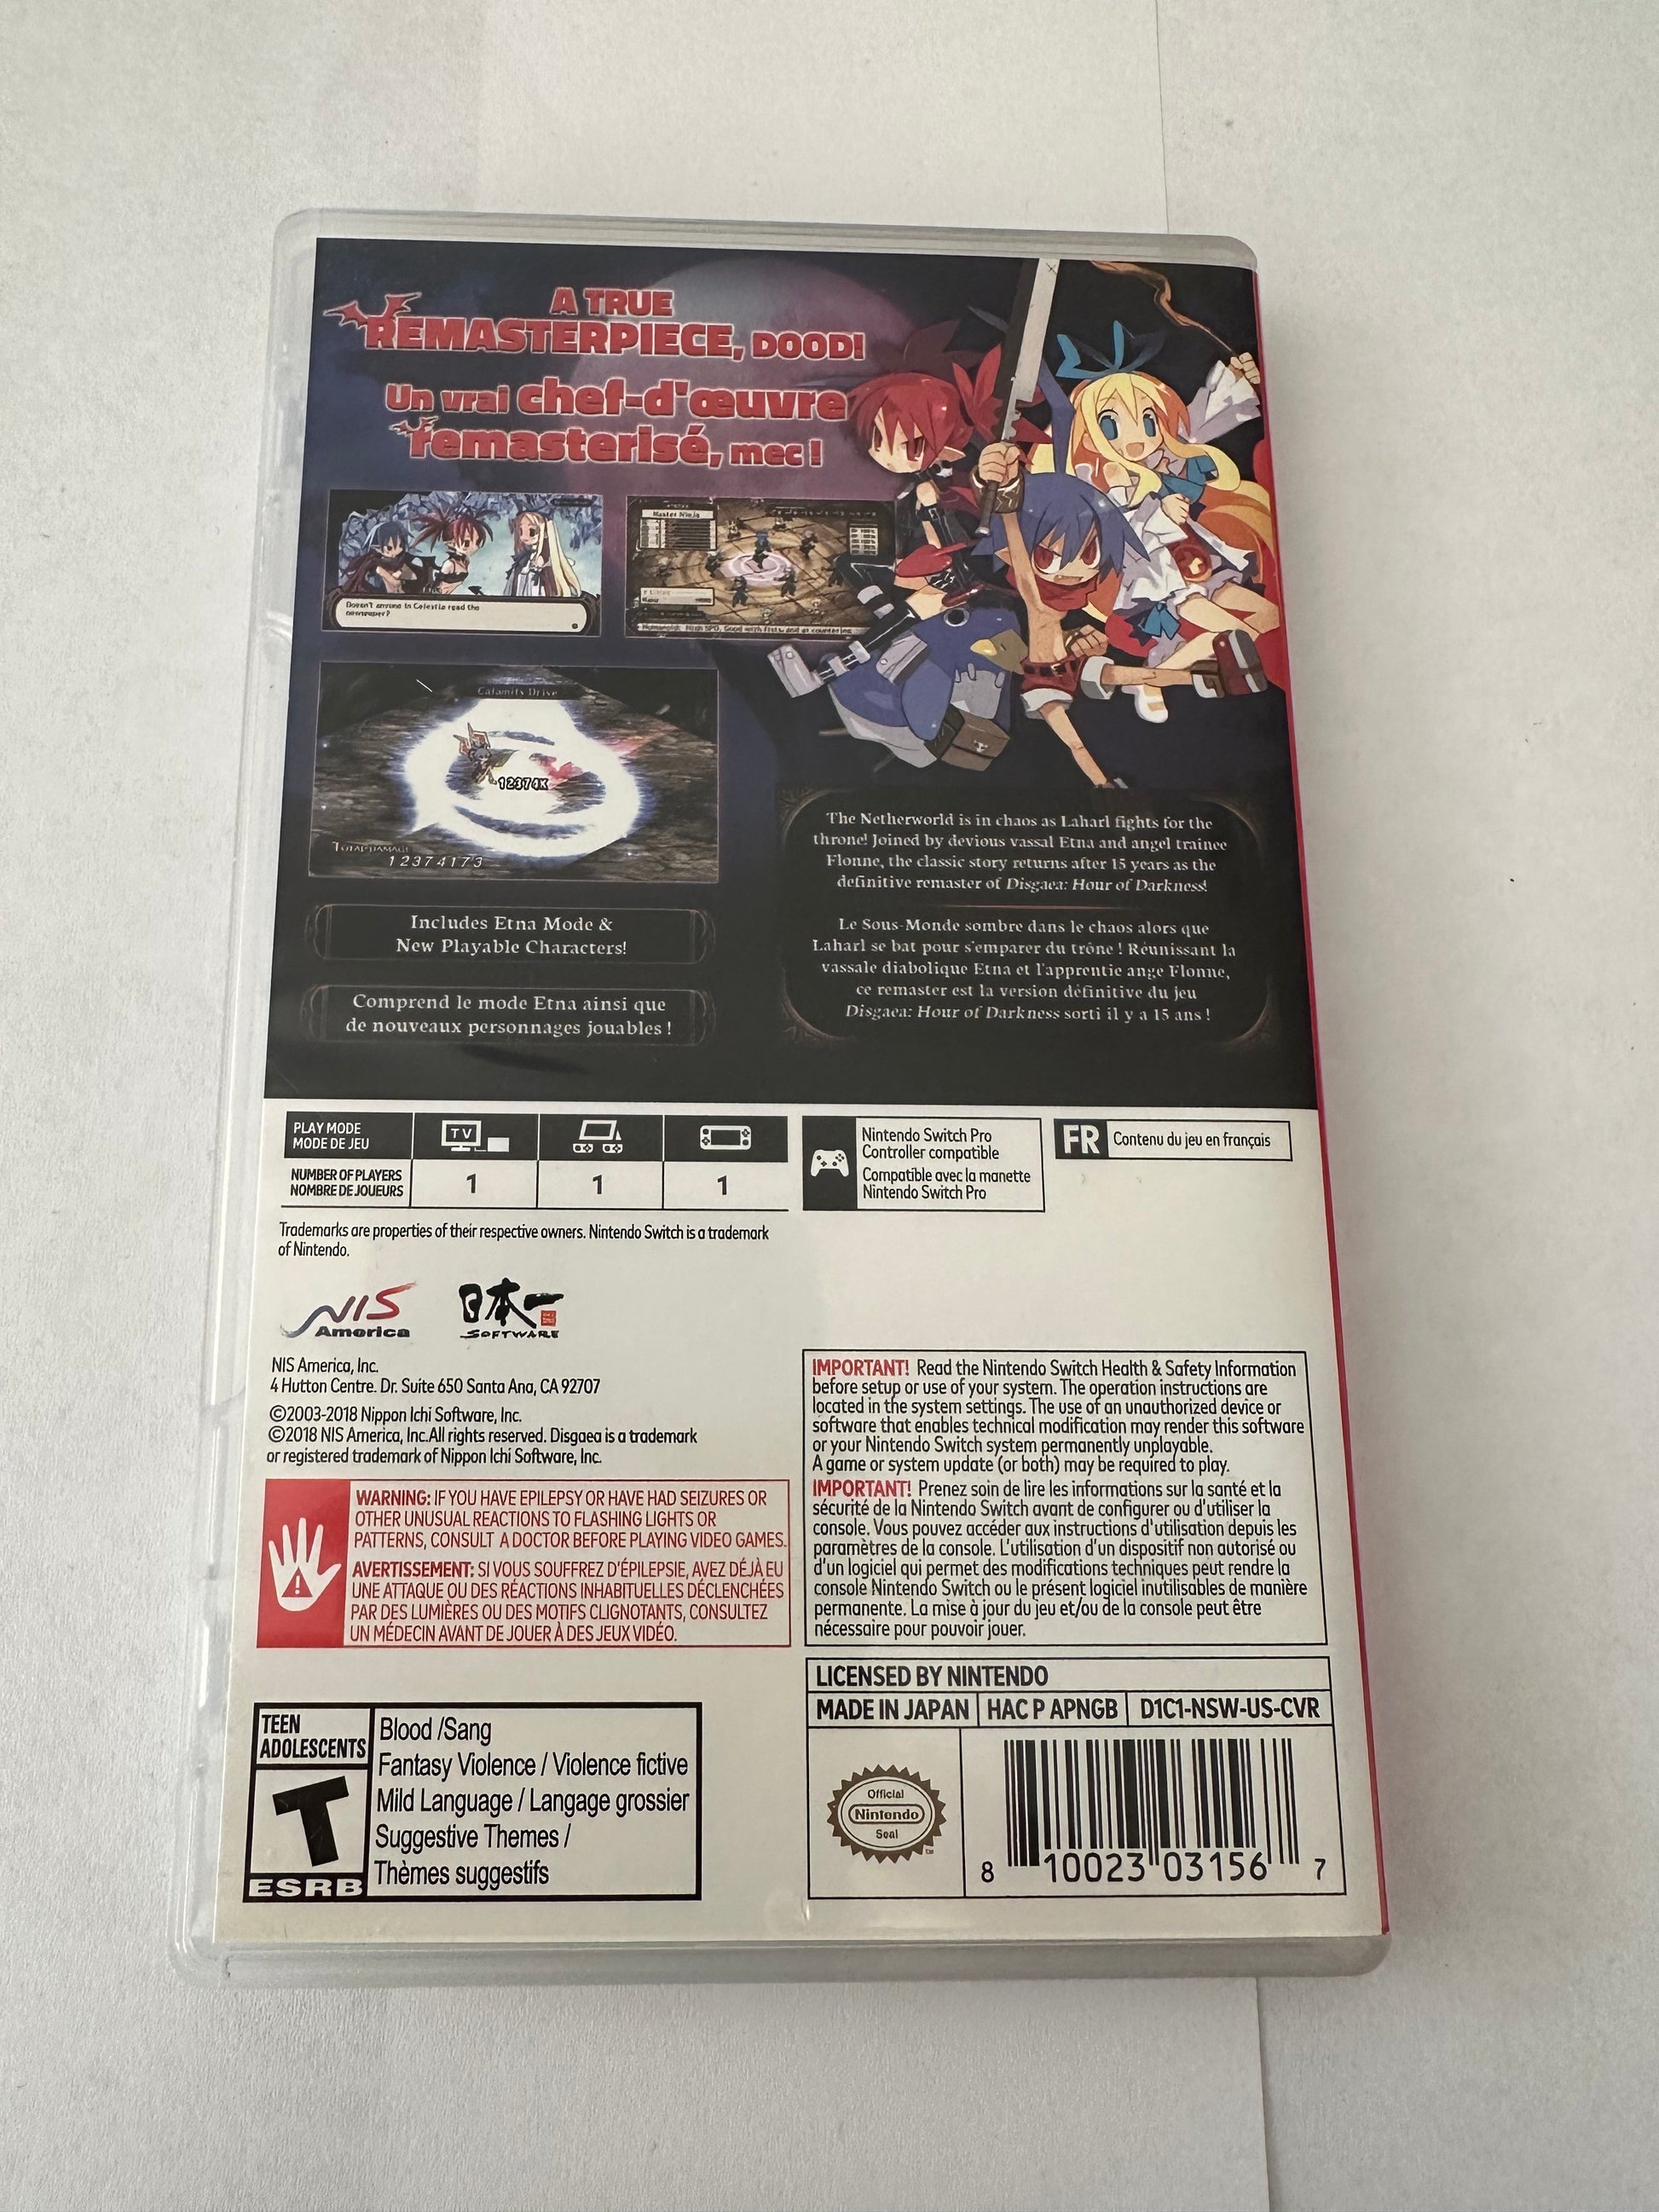 A TRUE
REMASTERPIECE, DOOD!
Un vrai chef-d'œuvre
remasterisé, mec !
Doesn't anyone in Celestia read the
newspaper?
Master Ninja
Calamity Drive
12374K
TOTAL DAMAGE
12374173
Includes Etna Mode &
New Playable Characters!
Comprend le mode Etna ainsi que
de nouveaux personnages jouables !
The Netherworld is in chaos as Laharl fights for the
throne! Joined by devious vassal Etna and angel trainee
Flonne, the classic story returns after 15 years as the
definitive remaster of Disgaea: Hour of Darkness!
Le Sous-Monde sombre dans le chaos alors que
Laharl se bat pour s'emparer du trône ! Réunissant la
vassale diabolique Etna et l'apprentie ange Flonne,
ce remaster est la version définitive du jeu
Disgaea: Hour of Darkness sorti il y a 15 ans !
PLAY MODE
MODE DE JEU
TV
NUMBER OF PLAYERS
NOMBRE DE JOUEURS
1
1
1
Nintendo Switch Pro
Controller compatible
Compatible avec la manette
Nintendo Switch Pro
FR Contenu du jeu en français
Trademarks are properties of their respective owners. Nintendo Switch is a trademark
of Nintendo.
NIS
America
日本一
SOFTWARE
NIS America, Inc.
4 Hutton Centre. Dr. Suite 650 Santa Ana, CA 92707
©2003-2018 Nippon Ichi Software, Inc.
©2018 NIS America, Inc.All rights reserved. Disgaea is a trademark
or registered trademark of Nippon Ichi Software, Inc.
WARNING: IF YOU HAVE EPILEPSY OR HAVE HAD SEIZURES OR
OTHER UNUSUAL REACTIONS TO FLASHING LIGHTS OR
PATTERNS, CONSULT A DOCTOR BEFORE PLAYING VIDEO GAMES.
AVERTISSEMENT: SI VOUS SOUFFREZ D'ÉPILEPSIE, AVEZ DÉJÀ EU
UNE ATTAQUE OU DES RÉACTIONS INHABITUELLES DÉCLENCHÉES
PAR DES LUMIÈRES OU DES MOTIFS CLIGNOTANTS, CONSULTEZ
UN MÉDECIN AVANT DE JOUER À DES JEUX VIDÉO.
IMPORTANT! Read the Nintendo Switch Health & Safety Information
before setup or use of your system. The operation instructions are
located in the system settings. The use of an unauthorized device or
software that enables technical modification may render this software
or your Nintendo Switch system permanently unplayable.
A game or system update (or both) may be required to play.
IMPORTANT! Prenez soin de lire les informations sur la santé et la
sécurité de la Nintendo Switch avant de configurer ou d'utiliser la
console. Vous pouvez accéder aux instructions d'utilisation depuis les
paramètres de la console. L'utilisation d'un dispositif non autorisé ou
d'un logiciel qui permet des modifications techniques peut rendre la
console Nintendo Switch ou le présent logiciel inutilisables de manière
permanente. La mise à jour du jeu et/ou de la console peut être
nécessaire pour pouvoir jouer.
TEEN
ADOLESCENTS
T
ESRB
Blood /Sang
Fantasy Violence / Violence fictive
Mild Language / Langage grossier
Suggestive Themes /
Thèmes suggestifs
LICENSED BY NINTENDO
MADE IN JAPAN HAC P APNGB D1C1-NSW-US-CVR
Official
Nintendo
Seal
8 10023 03156 7